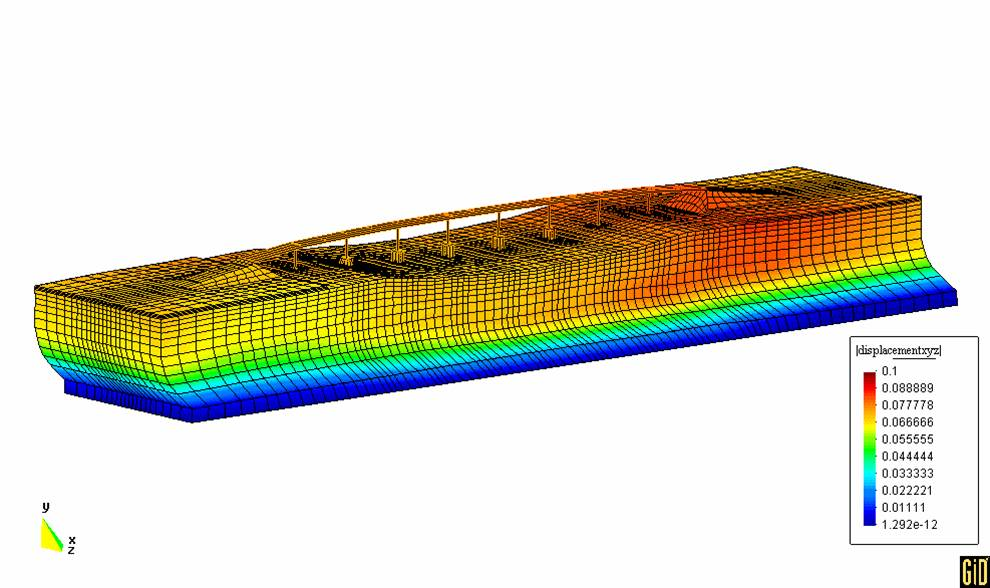 |displacementxyz|
0.1
0.088889
0.077778
0.066666
0.055555
0.044444
0.033333
0.022221
0.01111
1.292e-12
y
x
z
GiD